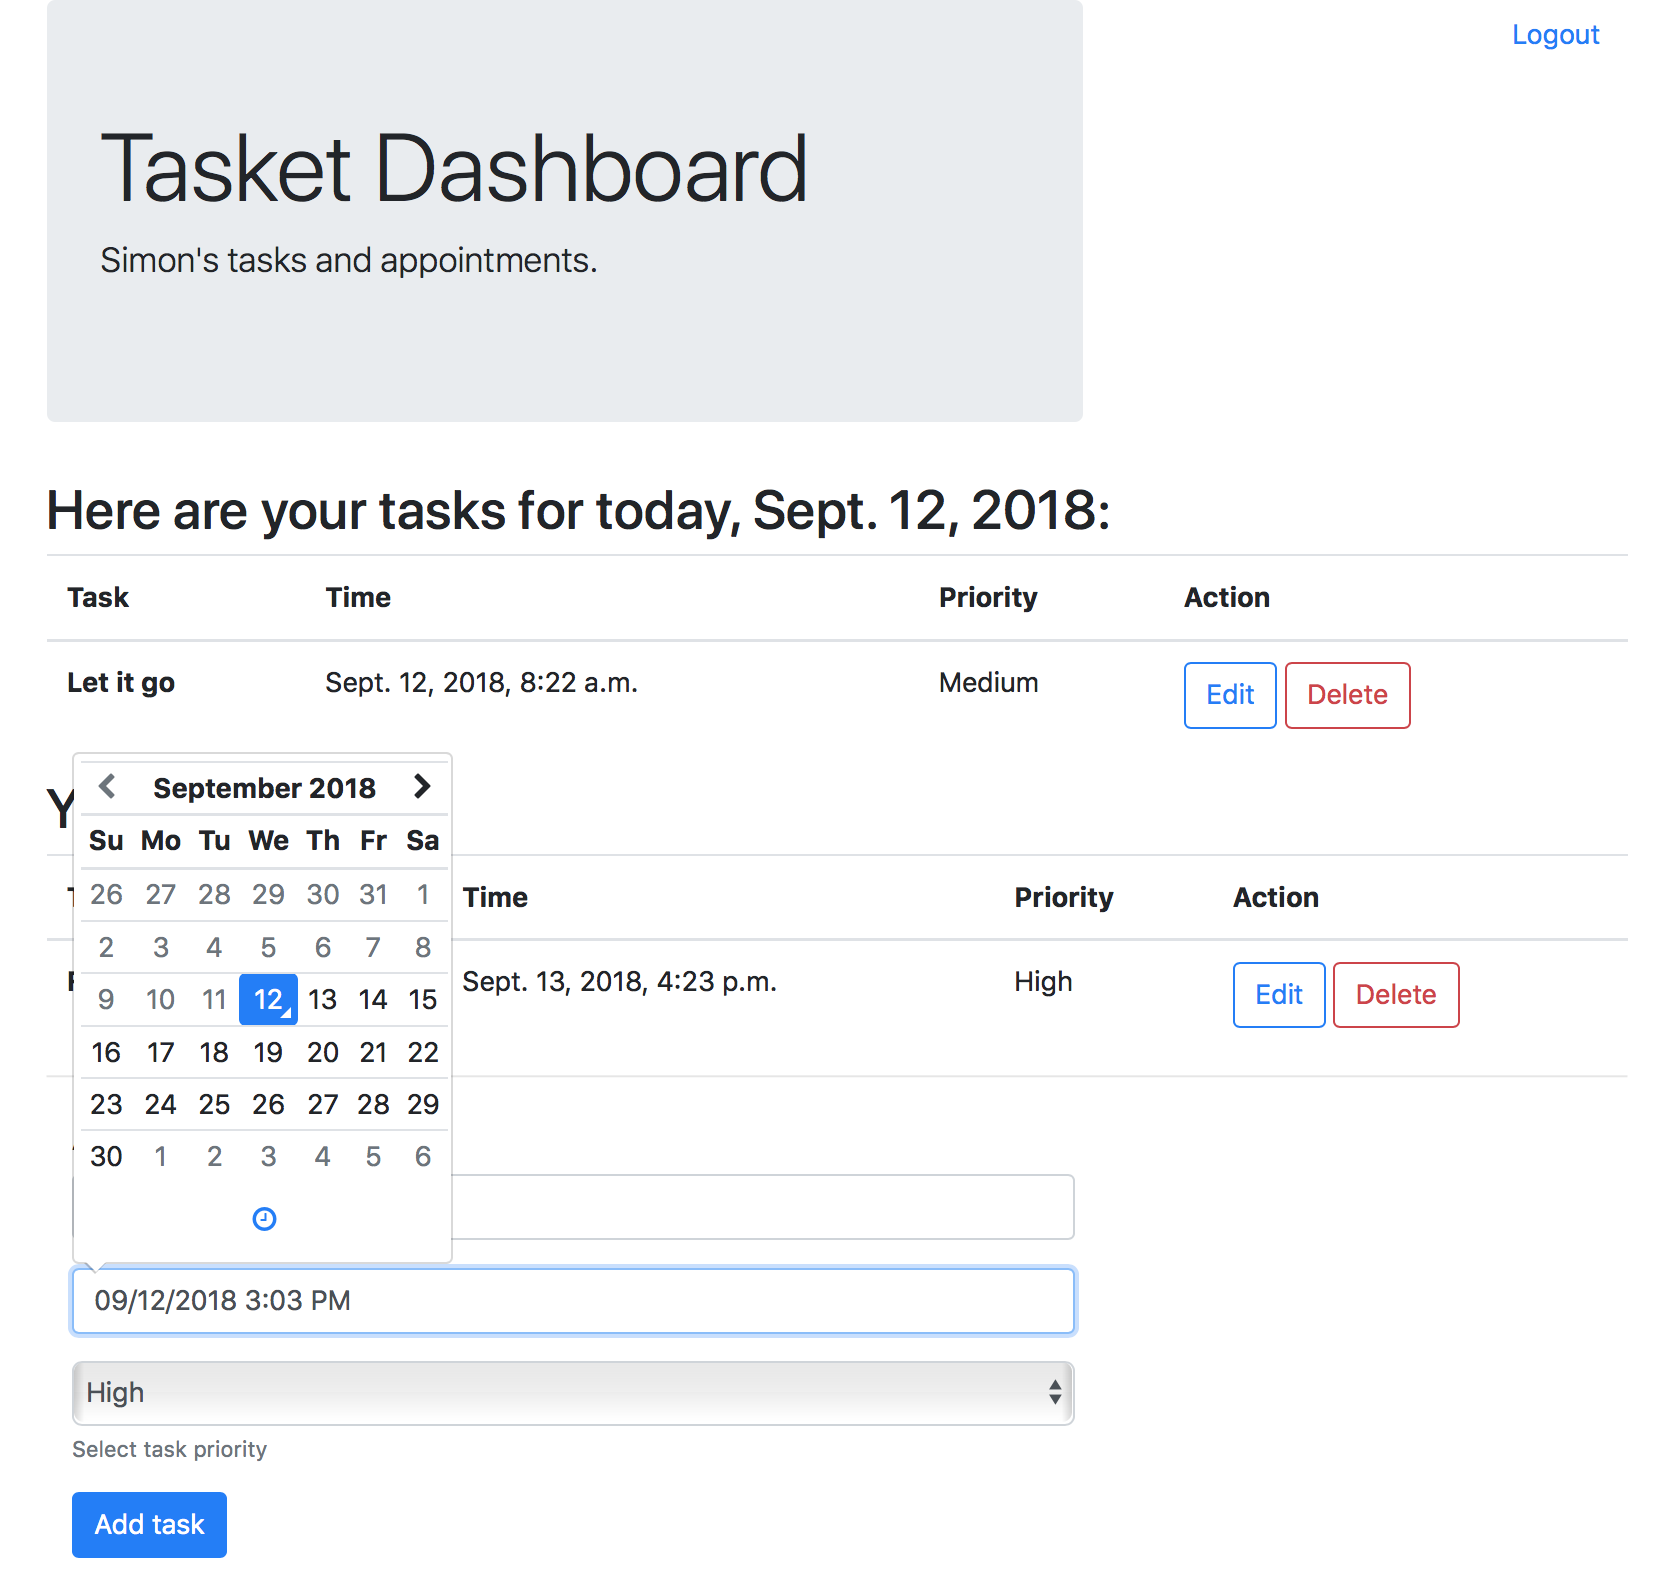 Logout
Tasket Dashboard
Simon's tasks and appointments.
Here are your tasks for today, Sept. 12, 2018:
Task Time Priority Action
Let it go Sept. 12, 2018, 8:22 a.m. Medium Edit Delete
September 2018
Su Mo Tu We Th Fr Sa
26 27 28 29 30 31 1
Time Priority Action
2 3 4 5 6 7 8
9 10 11 12 13 14 15
Sept. 13, 2018, 4:23 p.m. High Edit Delete
16 17 18 19 20 21 22
23 24 25 26 27 28 29
30 1 2 3 4 5 6
09/12/2018 3:03 PM
High
Select task priority
Add task